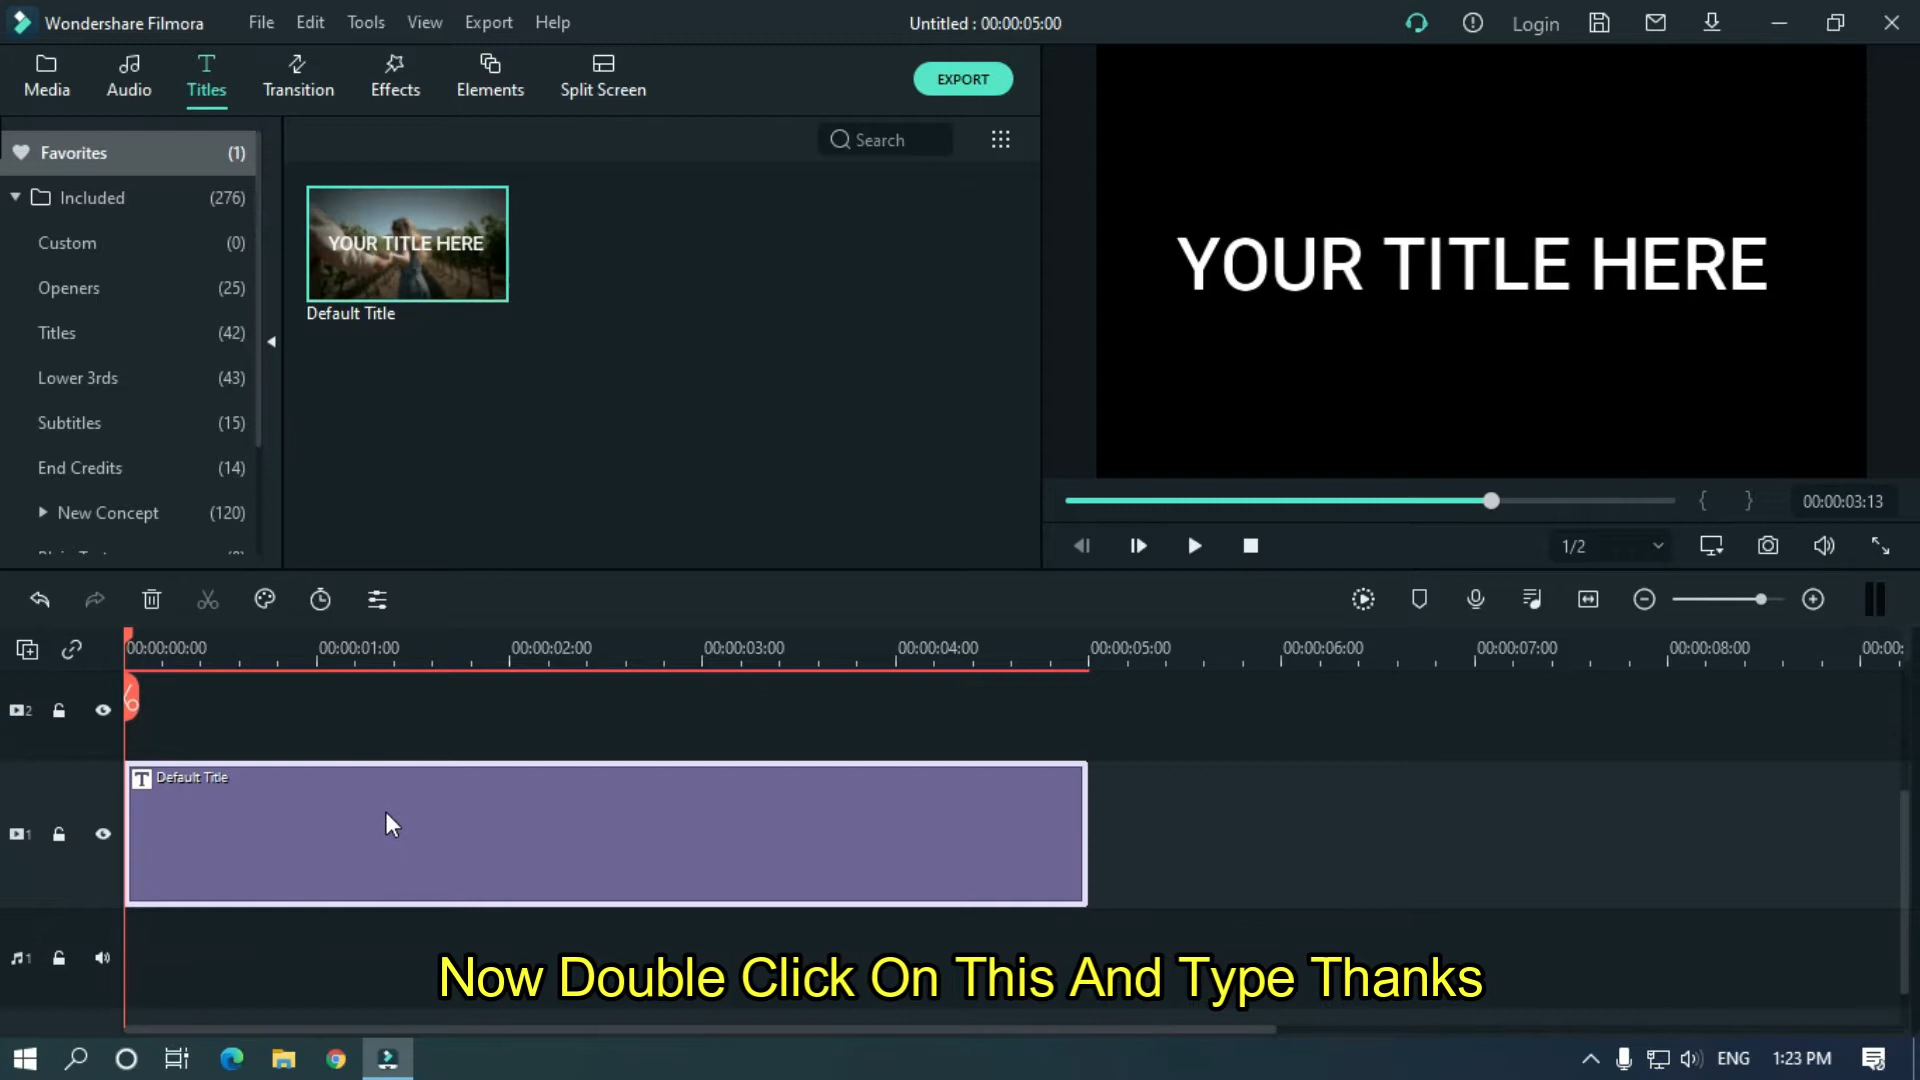 Wondershare Filmora
File Edit Tools View Export Help
Untitled : 00:00:05:00
Login
Media Audio Titles Transition Effects Elements Split Screen
EXPORT
Favorites (1)
Search
Included (276)
Custom (0)
Openers (25)
Titles (42)
Lower 3rds (43)
Subtitles (15)
End Credits (14)
New Concept (120)
YOUR TITLE HERE
Default Title
YOUR TITLE HERE
{ } 00:00:03:13
1/2
00:00:00:00 00:00:01:00 00:00:02:00 00:00:03:00 00:00:04:00 00:00:05:00 00:00:06:00 00:00:07:00 00:00:08:00 00:00:
2
T Default Title
1
1
Now Double Click On This And Type Thanks
ENG 1:23 PM